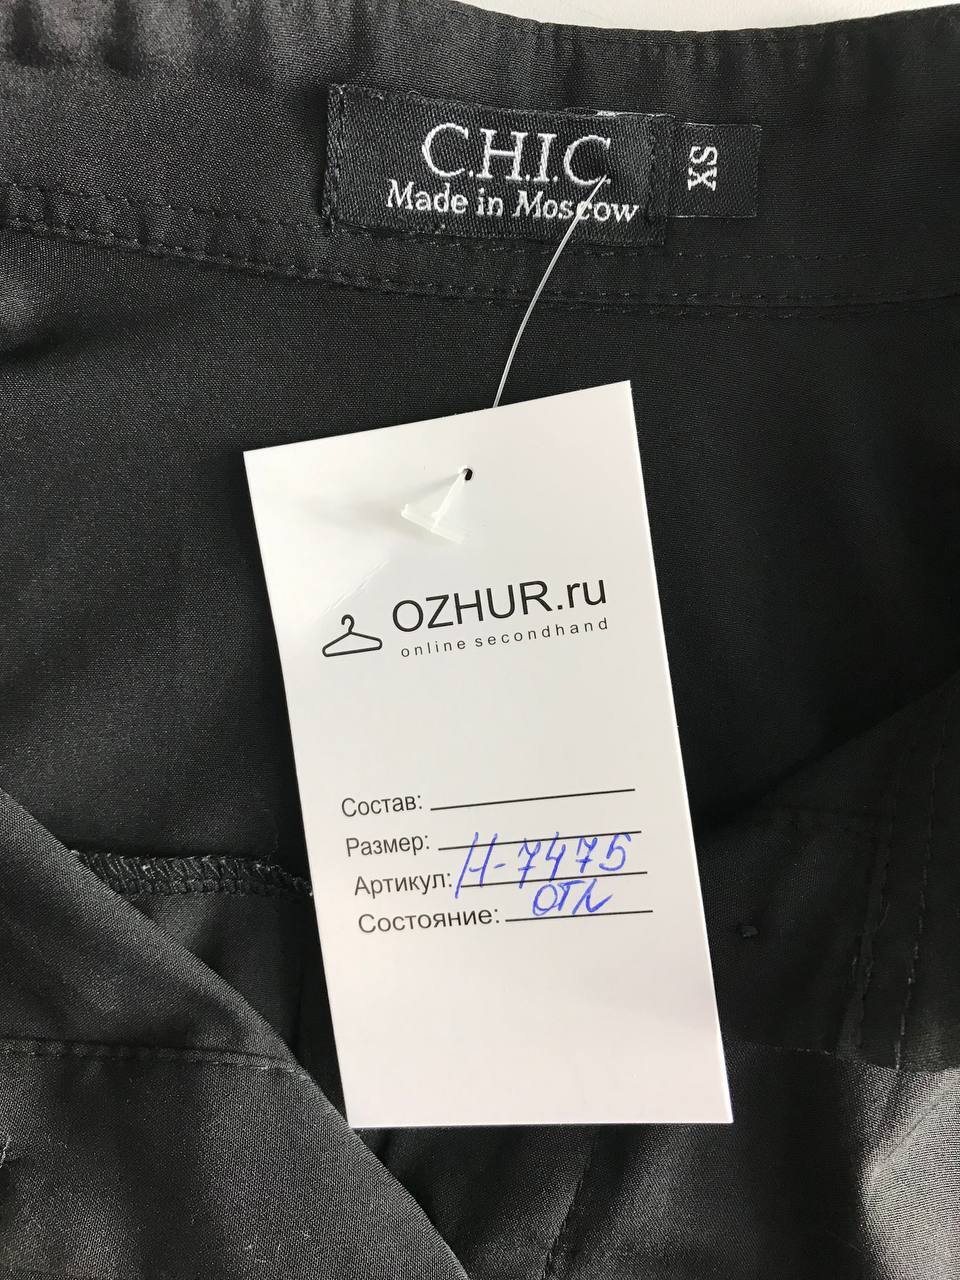 C.H.I.C.
Made in Moscow
XS
OZHUR.ru
online secondhand
Состав:
Размер:
Артикул: Н-7475
Состояние: отл